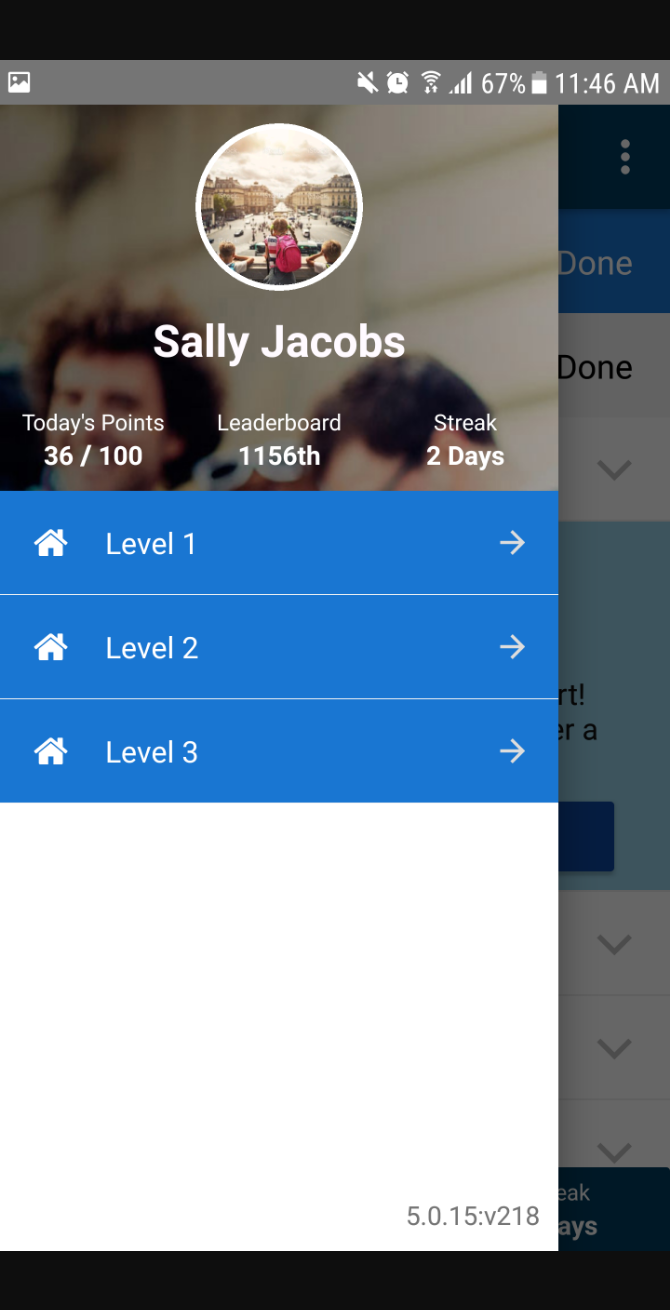 67% 11:46 AM
Done
Sally Jacobs
Done
Today's Points Leaderboard Streak
36 / 100 1156th 2 Days
Level 1
Level 2
rt!
er a
Level 3
eak
5.0.15:v218
ays